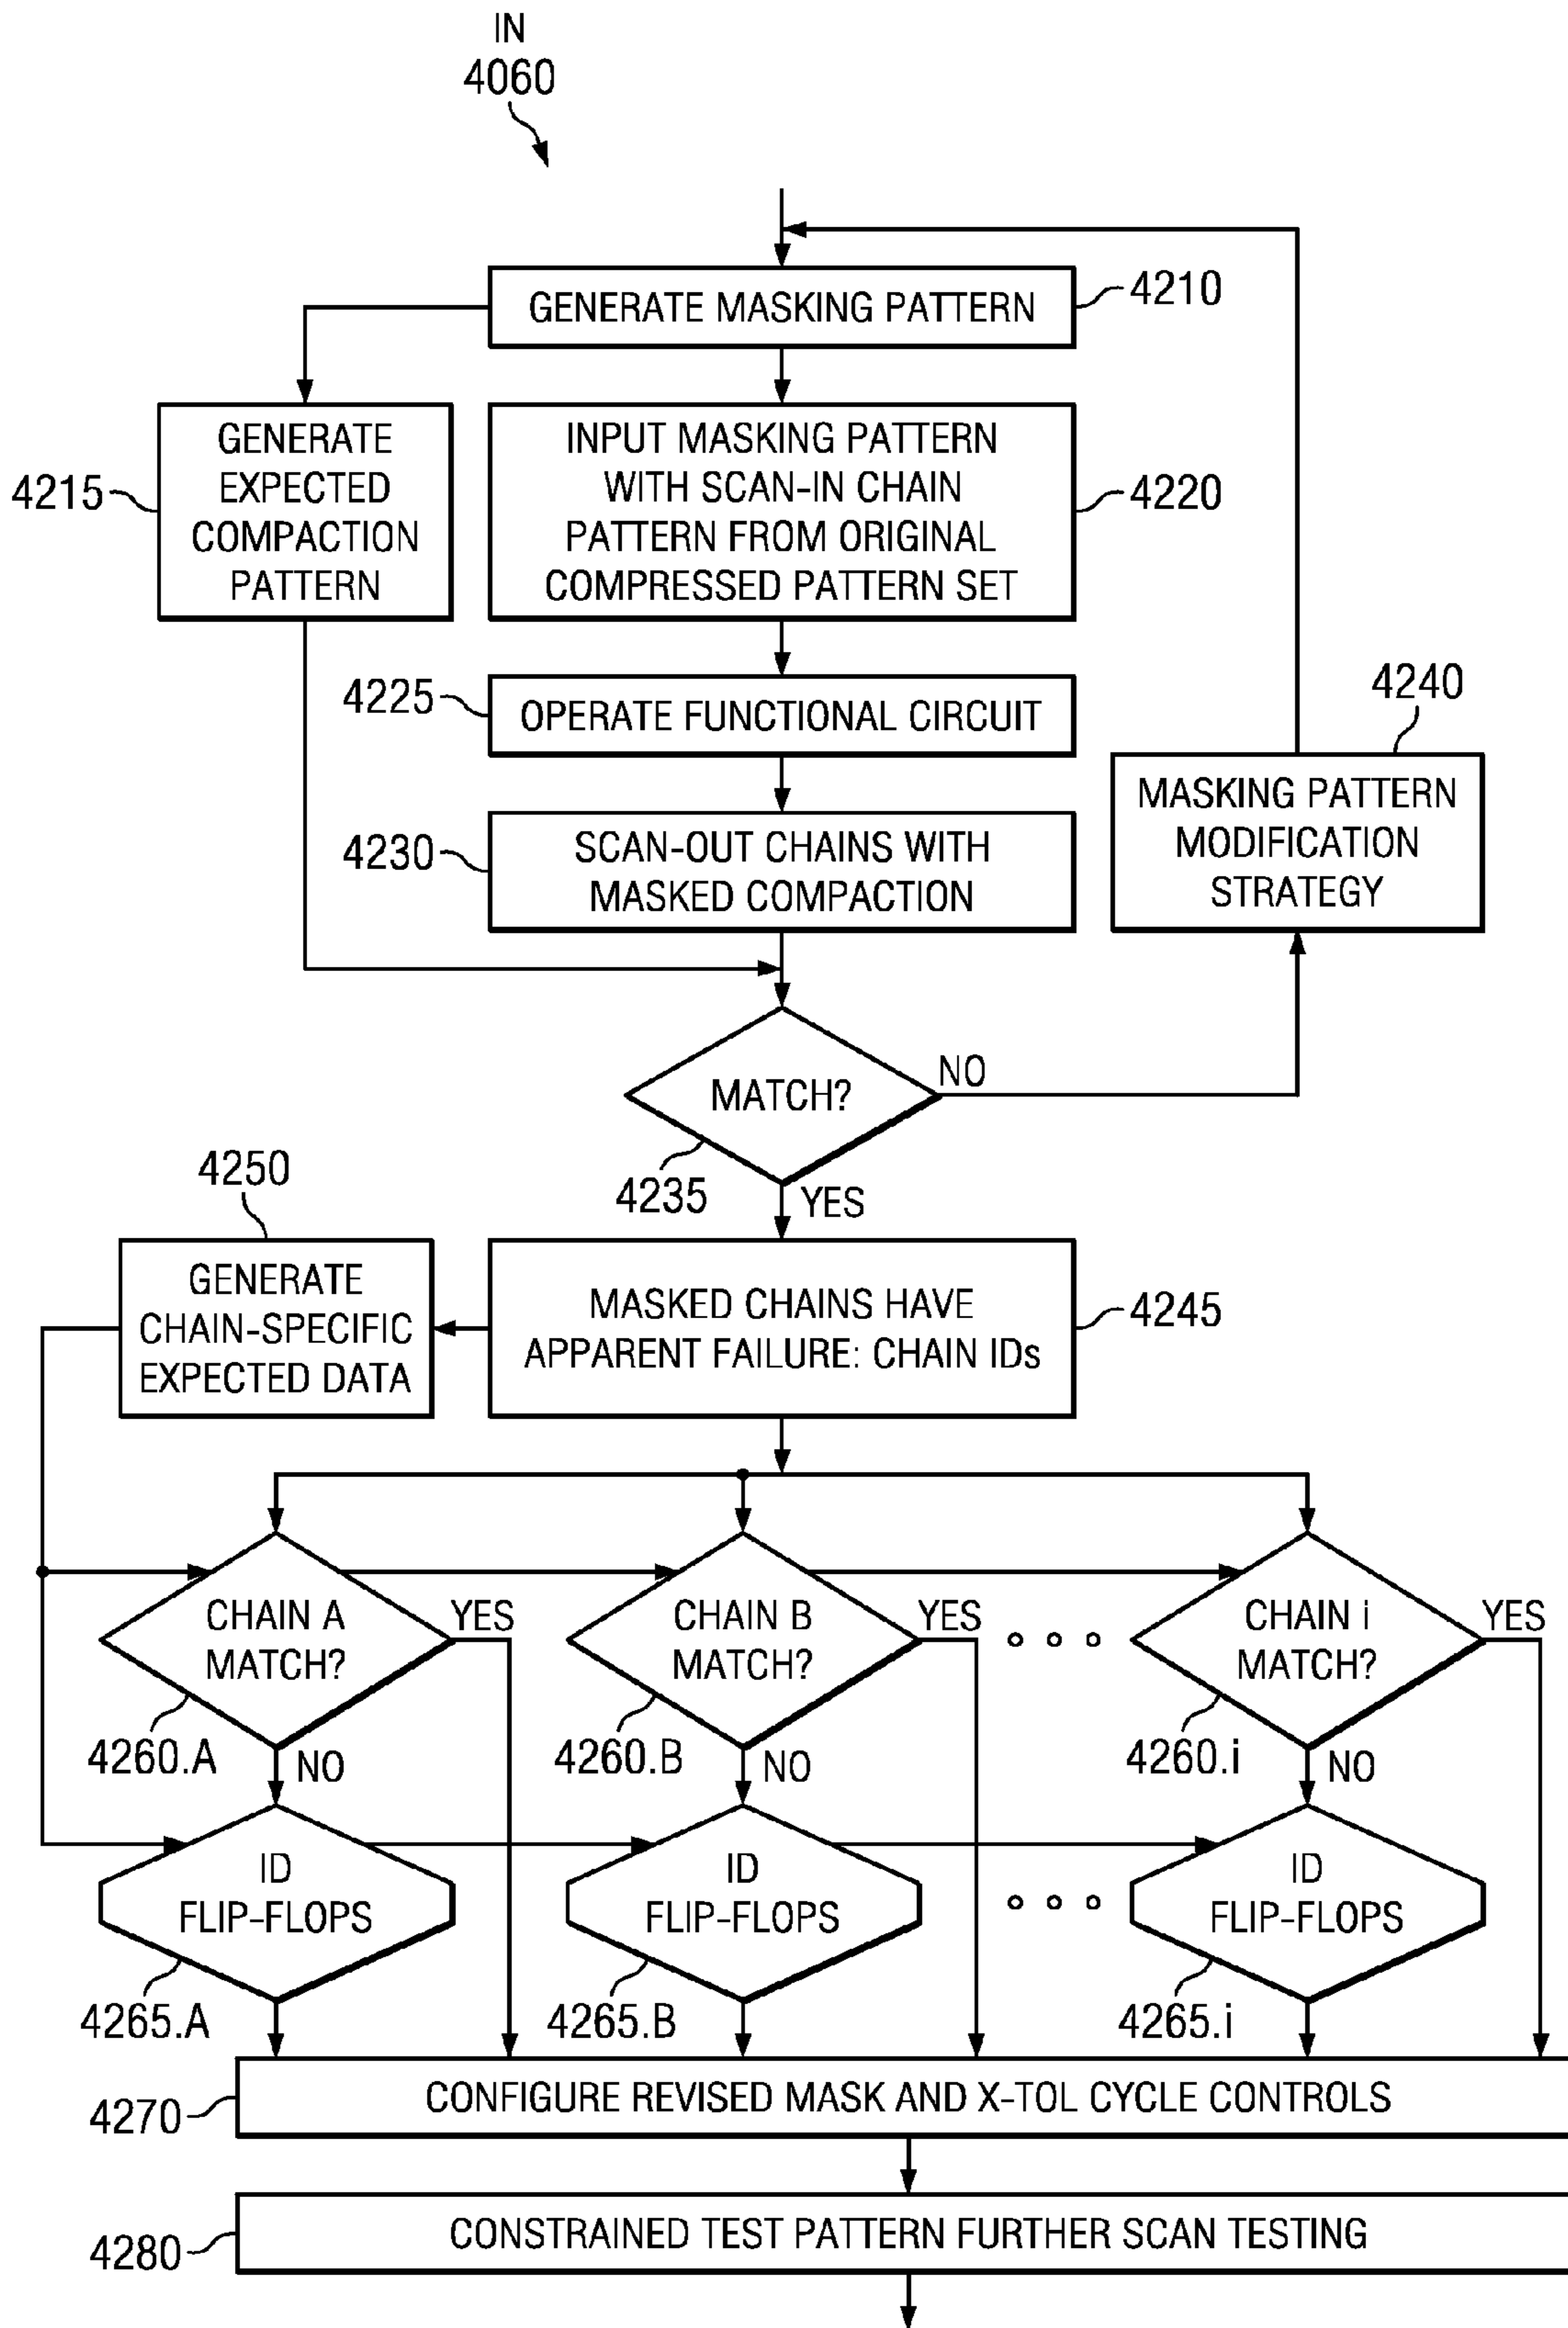 IN
4060
GENERATE MASKING PATTERN
4210
GENERATE
EXPECTED
COMPACTION
PATTERN
4215
INPUT MASKING PATTERN
WITH SCAN-IN CHAIN
PATTERN FROM ORIGINAL
COMPRESSED PATTERN SET
4220
4225
OPERATE FUNCTIONAL CIRCUIT
4240
MASKING PATTERN
MODIFICATION
STRATEGY
4230
SCAN-OUT CHAINS WITH
MASKED COMPACTION
MATCH?
NO
4235
YES
4250
GENERATE
CHAIN-SPECIFIC
EXPECTED DATA
MASKED CHAINS HAVE
APPARENT FAILURE: CHAIN IDs
4245
CHAIN A
MATCH?
YES
CHAIN B
MATCH?
YES
CHAIN i
MATCH?
YES
4260.A
NO
4260.B
NO
4260.i
NO
ID
FLIP-FLOPS
ID
FLIP-FLOPS
ID
FLIP-FLOPS
4265.A
4265.B
4265.i
4270
CONFIGURE REVISED MASK AND X-TOL CYCLE CONTROLS
4280
CONSTRAINED TEST PATTERN FURTHER SCAN TESTING